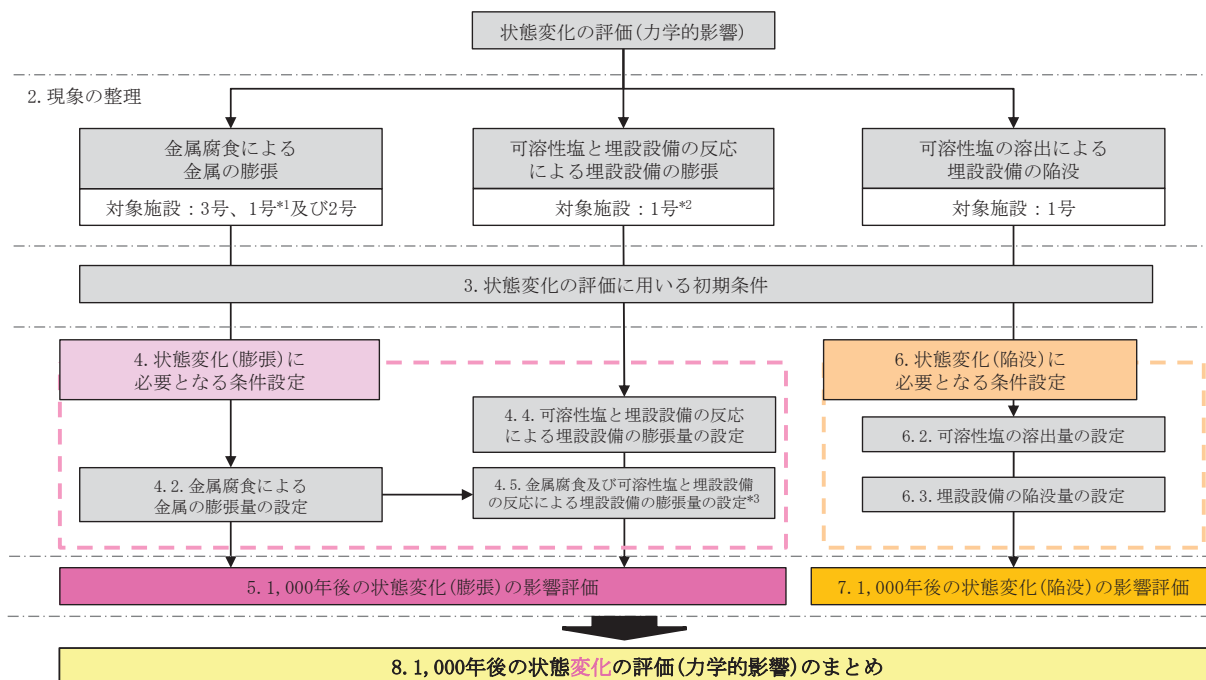 状態変化の評価(力学的影響)
2.現象の整理
金属腐食による
金属の膨張
対象施設：3号、1号*1及び2号
可溶性塩と埋設設備の反応
による埋設設備の膨張
対象施設：1号*2
可溶性塩の溶出による
埋設設備の陥没
対象施設：1号
3.状態変化の評価に用いる初期条件
4.状態変化(膨張)に
必要となる条件設定
4.2.金属腐食による
金属の膨張量の設定
4.4.可溶性塩と埋設設備の反応
による埋設設備の膨張量の設定
4.5.金属腐食及び可溶性塩と埋設設備
の反応による埋設設備の膨張量の設定*3
6.状態変化(陥没)に
必要となる条件設定
6.2.可溶性塩の溶出量の設定
6.3.埋設設備の陥没量の設定
5.1,000年後の状態変化(膨張)の影響評価
7.1,000年後の状態変化(陥没)の影響評価
8.1,000年後の状態変化の評価(力学的影響)のまとめ